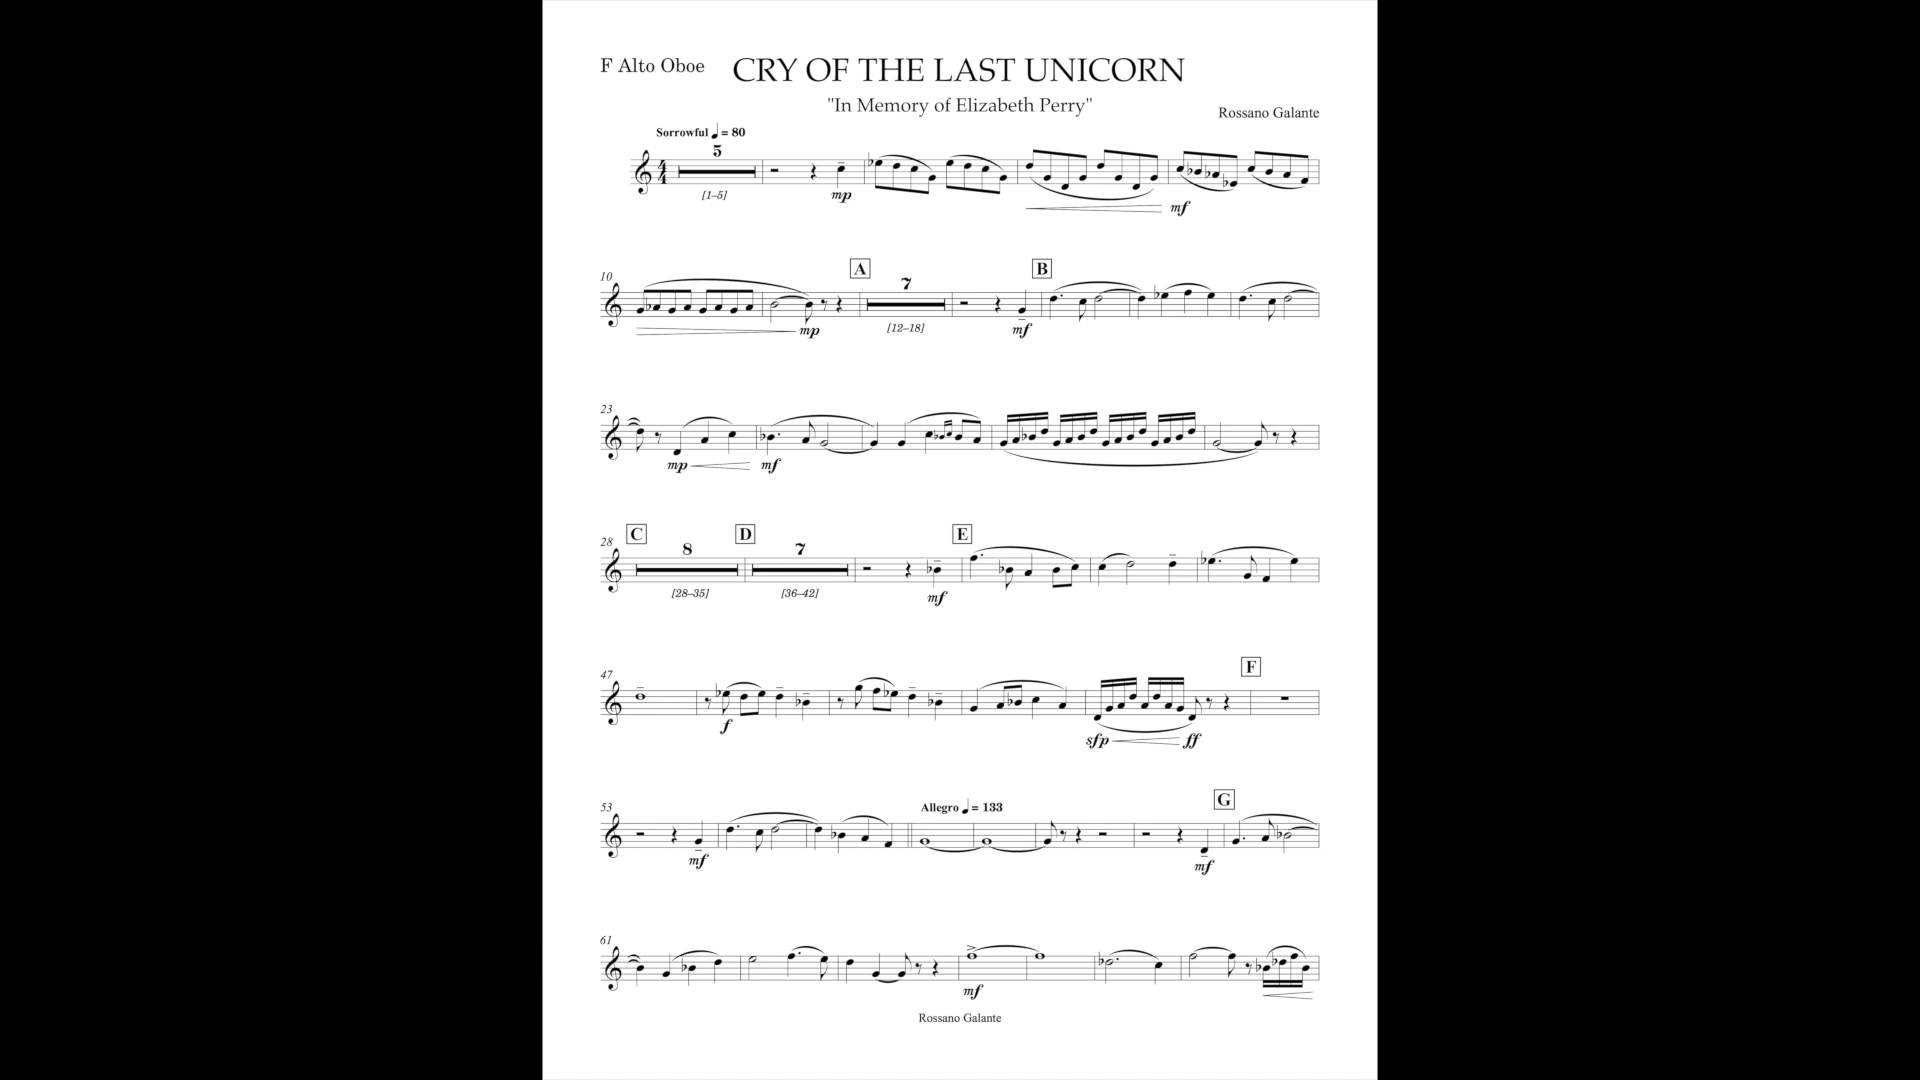 F Alto Oboe
CRY OF THE LAST UNICORN
"In Memory of Elizabeth Perry"
Rossano Galante
Sorrowful ♩ = 80
5
[1–5]
mp
mf
10
A
7
B
mp
[12–18]
mf
23
mp
mf
28
C
8
D
7
E
[28–35]
[36–42]
mf
47
F
f
sfp
ff
53
Allegro ♩ = 133
G
mf
mf
61
mf
Rossano Galante